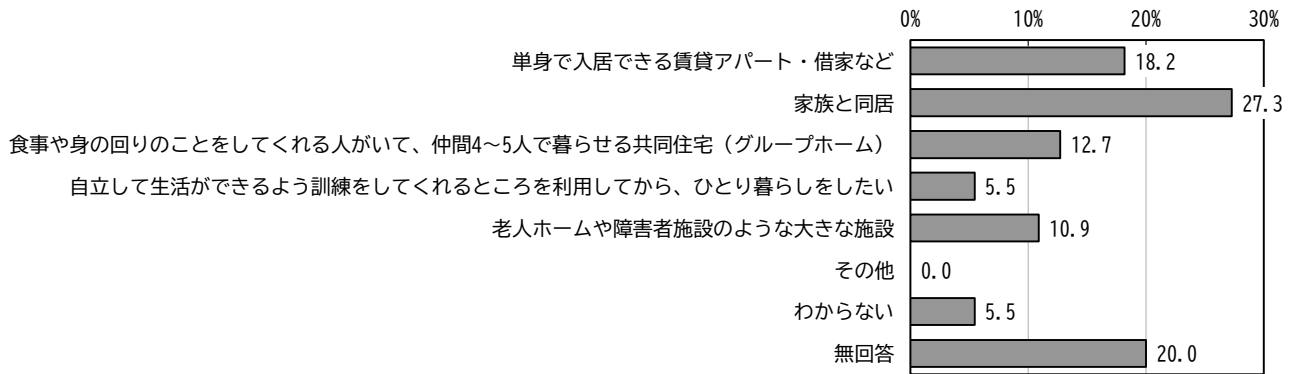 0% 10% 20% 30%
単身で入居できる賃貸アパート・借家など 18.2
家族と同居 27.3
食事や身の回りのことをしてくれる人がいて、仲間4～5人で暮らせる共同住宅（グループホーム） 12.7
自立して生活ができるよう訓練をしてくれるところを利用してから、ひとり暮らしをしたい 5.5
老人ホームや障害者施設のような大きな施設 10.9
その他 0.0
わからない 5.5
無回答 20.0